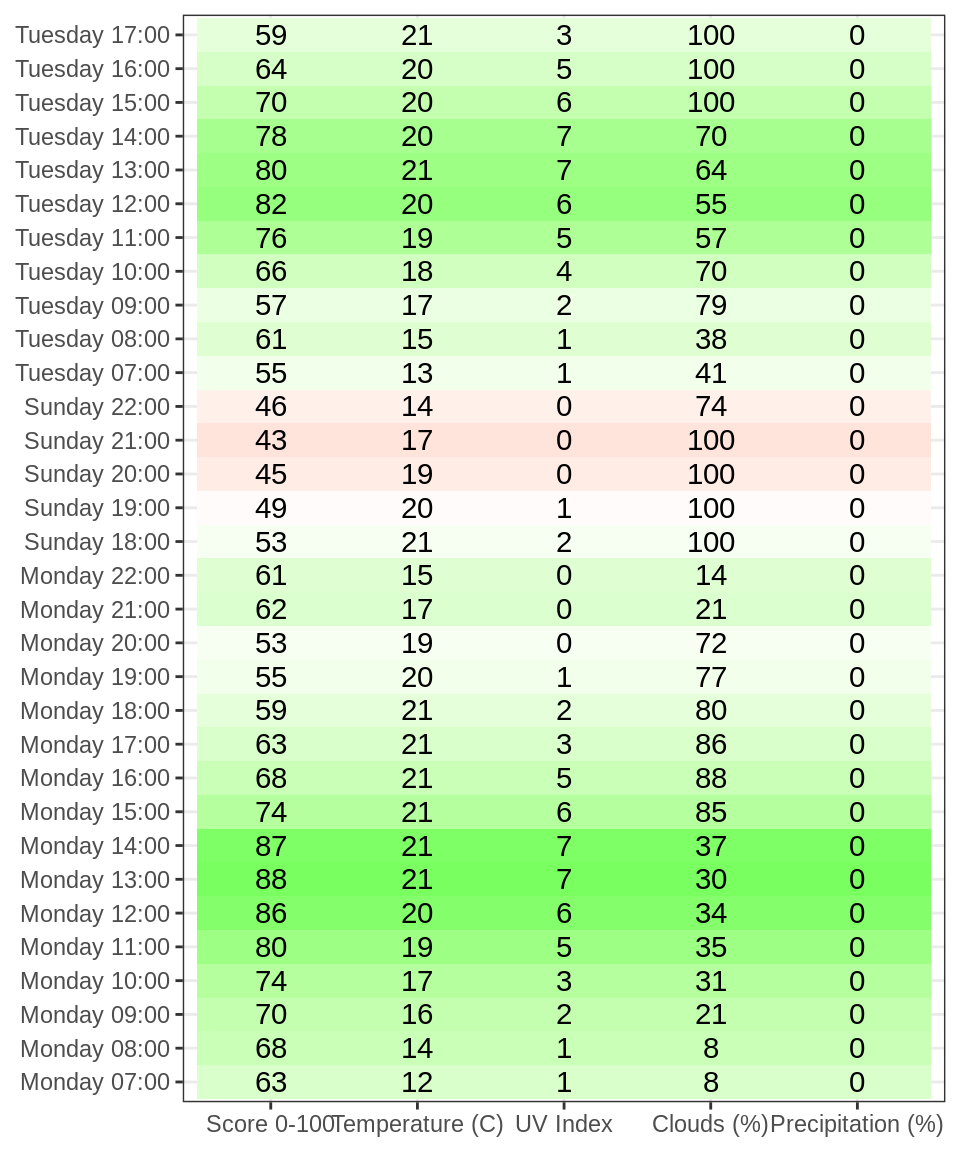 Tuesday 17:00 59 21 3 100 0
Tuesday 16:00 64 20 5 100 0
Tuesday 15:00 70 20 6 100 0
Tuesday 14:00 78 20 7 70 0
Tuesday 13:00 80 21 7 64 0
Tuesday 12:00 82 20 6 55 0
Tuesday 11:00 76 19 5 57 0
Tuesday 10:00 66 18 4 70 0
Tuesday 09:00 57 17 2 79 0
Tuesday 08:00 61 15 1 38 0
Tuesday 07:00 55 13 1 41 0
Sunday 22:00 46 14 0 74 0
Sunday 21:00 43 17 0 100 0
Sunday 20:00 45 19 0 100 0
Sunday 19:00 49 20 1 100 0
Sunday 18:00 53 21 2 100 0
Monday 22:00 61 15 0 14 0
Monday 21:00 62 17 0 21 0
Monday 20:00 53 19 0 72 0
Monday 19:00 55 20 1 77 0
Monday 18:00 59 21 2 80 0
Monday 17:00 63 21 3 86 0
Monday 16:00 68 21 5 88 0
Monday 15:00 74 21 6 85 0
Monday 14:00 87 21 7 37 0
Monday 13:00 88 21 7 30 0
Monday 12:00 86 20 6 34 0
Monday 11:00 80 19 5 35 0
Monday 10:00 74 17 3 31 0
Monday 09:00 70 16 2 21 0
Monday 08:00 68 14 1 8 0
Monday 07:00 63 12 1 8 0
Score 0-100 Temperature (C) UV Index Clouds (%) Precipitation (%)